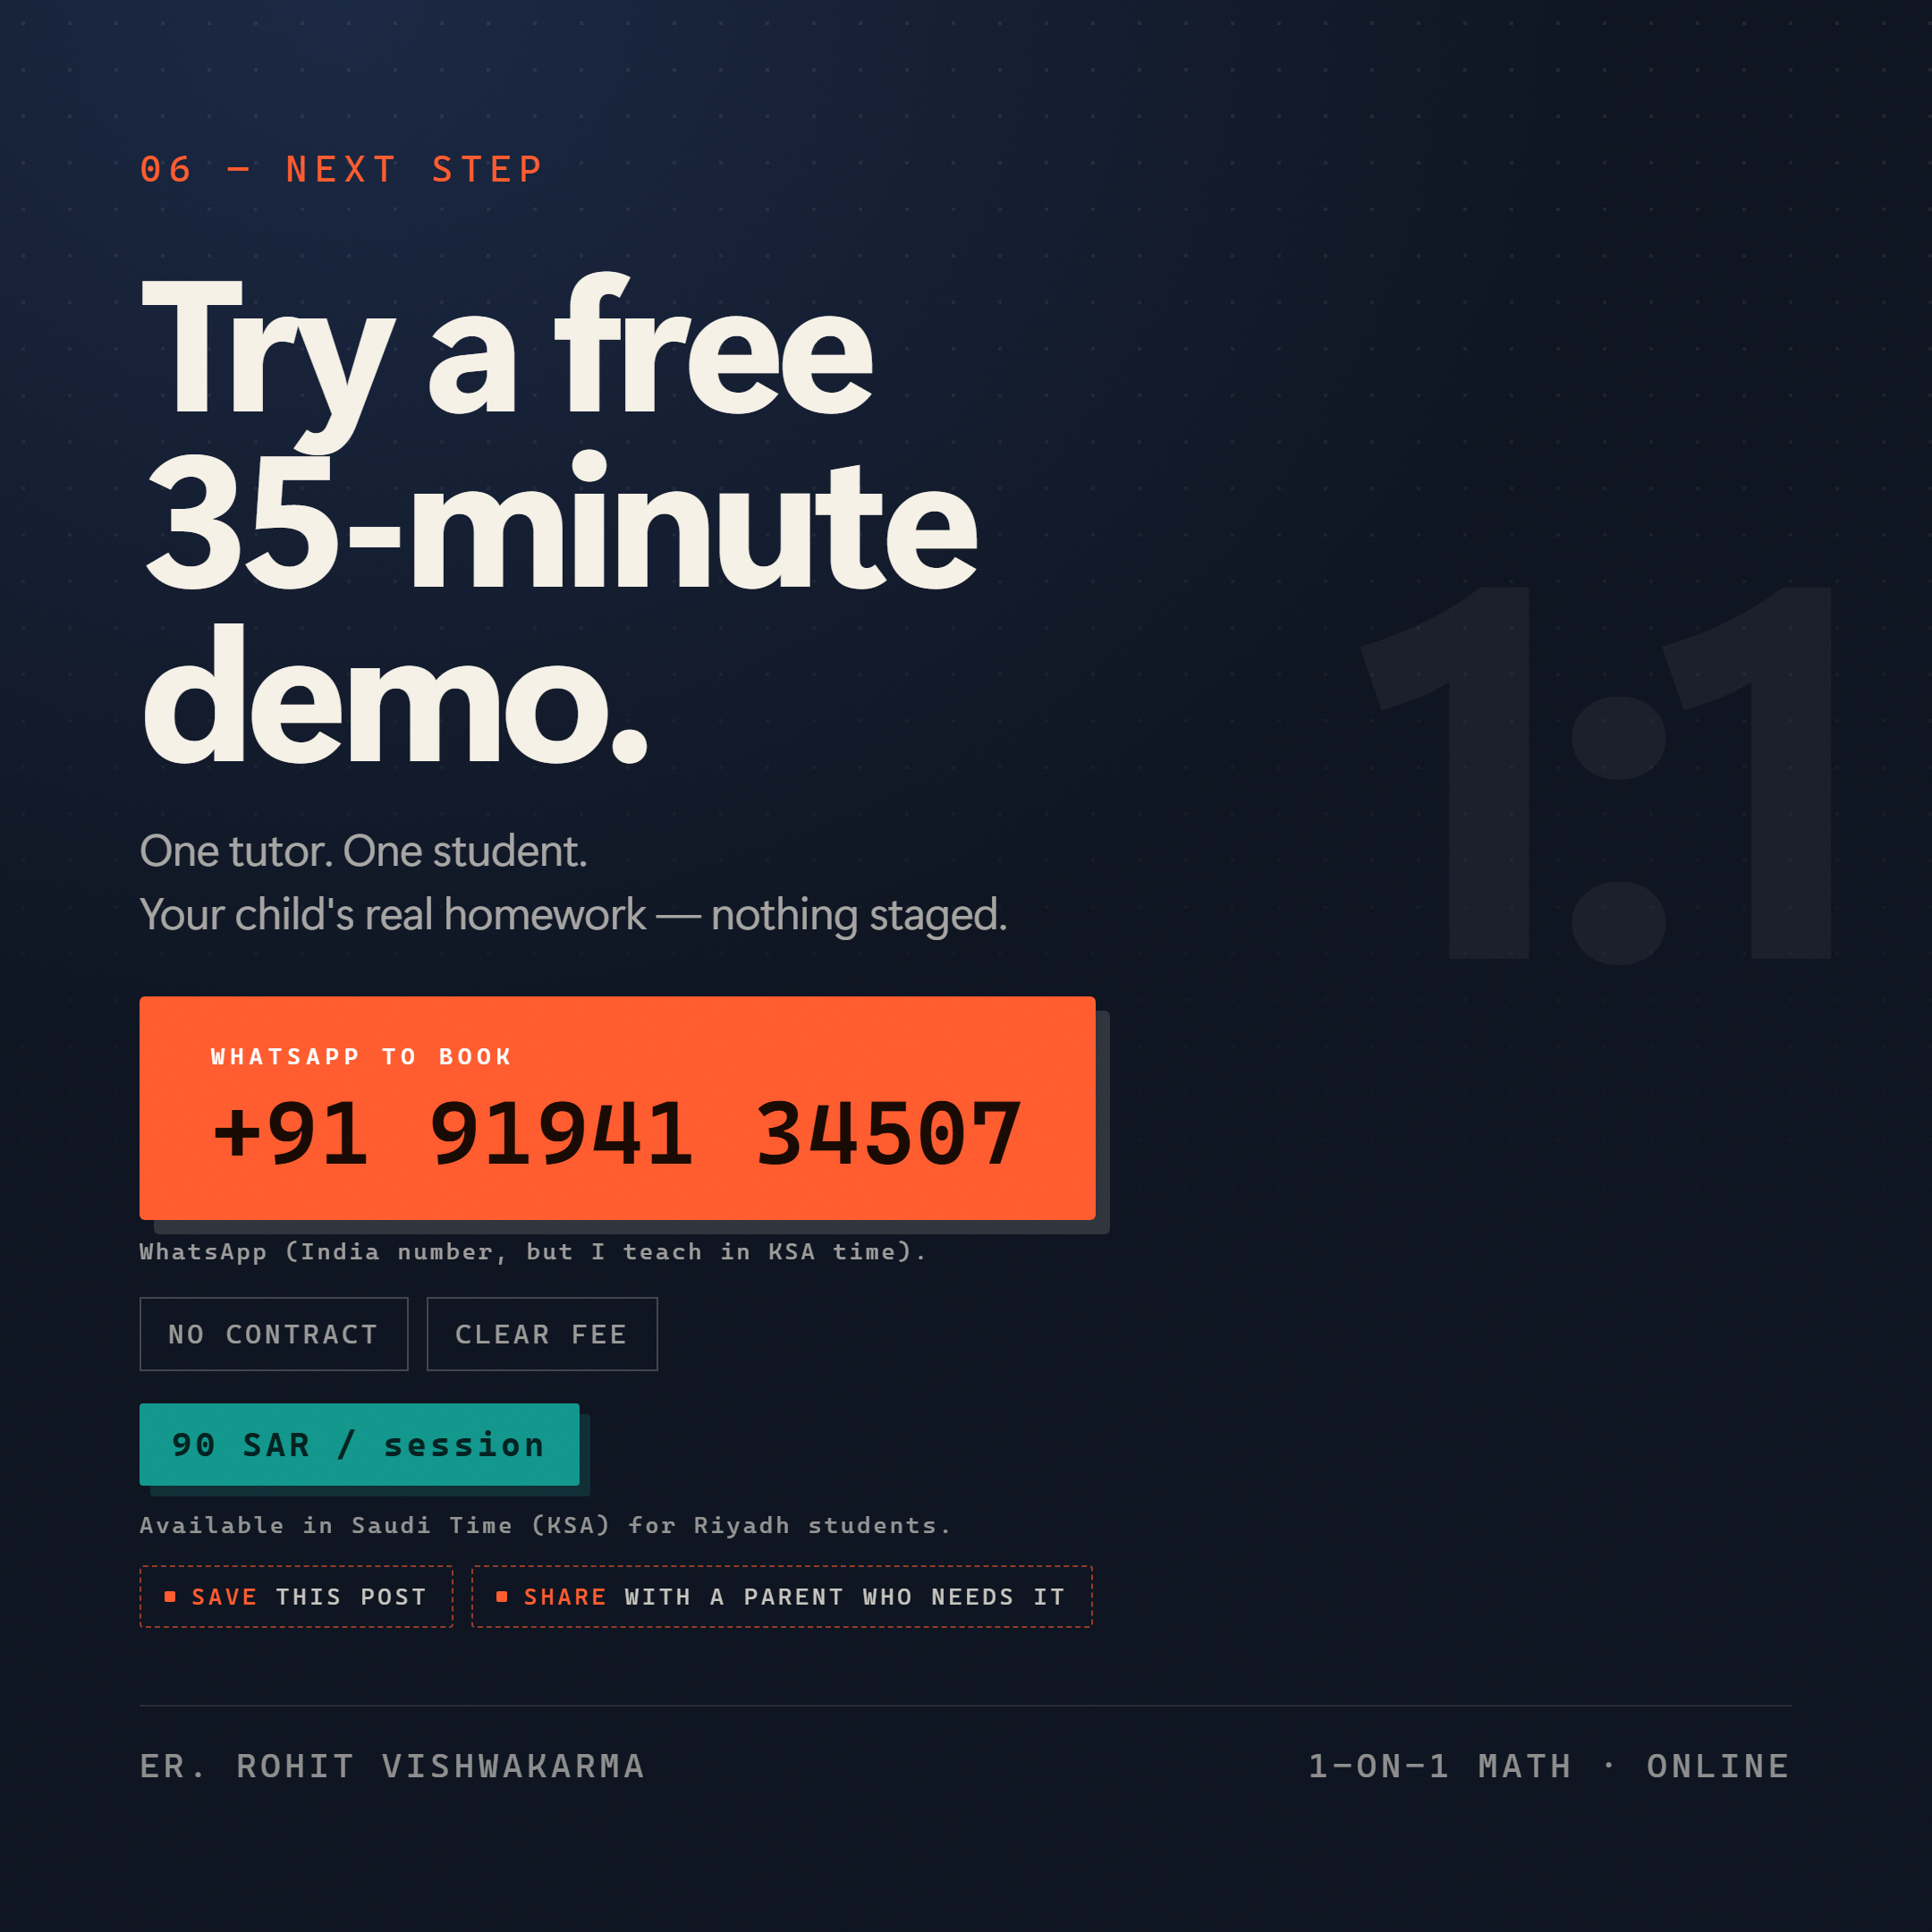 06 — NEXT STEP
Try a free
35-minute
demo.
1:1
One tutor. One student.
Your child's real homework — nothing staged.
WHATSAPP TO BOOK
+91 91941 34507
WhatsApp (India number, but I teach in KSA time).
NO CONTRACT
CLEAR FEE
90 SAR / session
Available in Saudi Time (KSA) for Riyadh students.
SAVE THIS POST
SHARE WITH A PARENT WHO NEEDS IT
ER. ROHIT VISHWAKARMA
1-ON-1 MATH · ONLINE